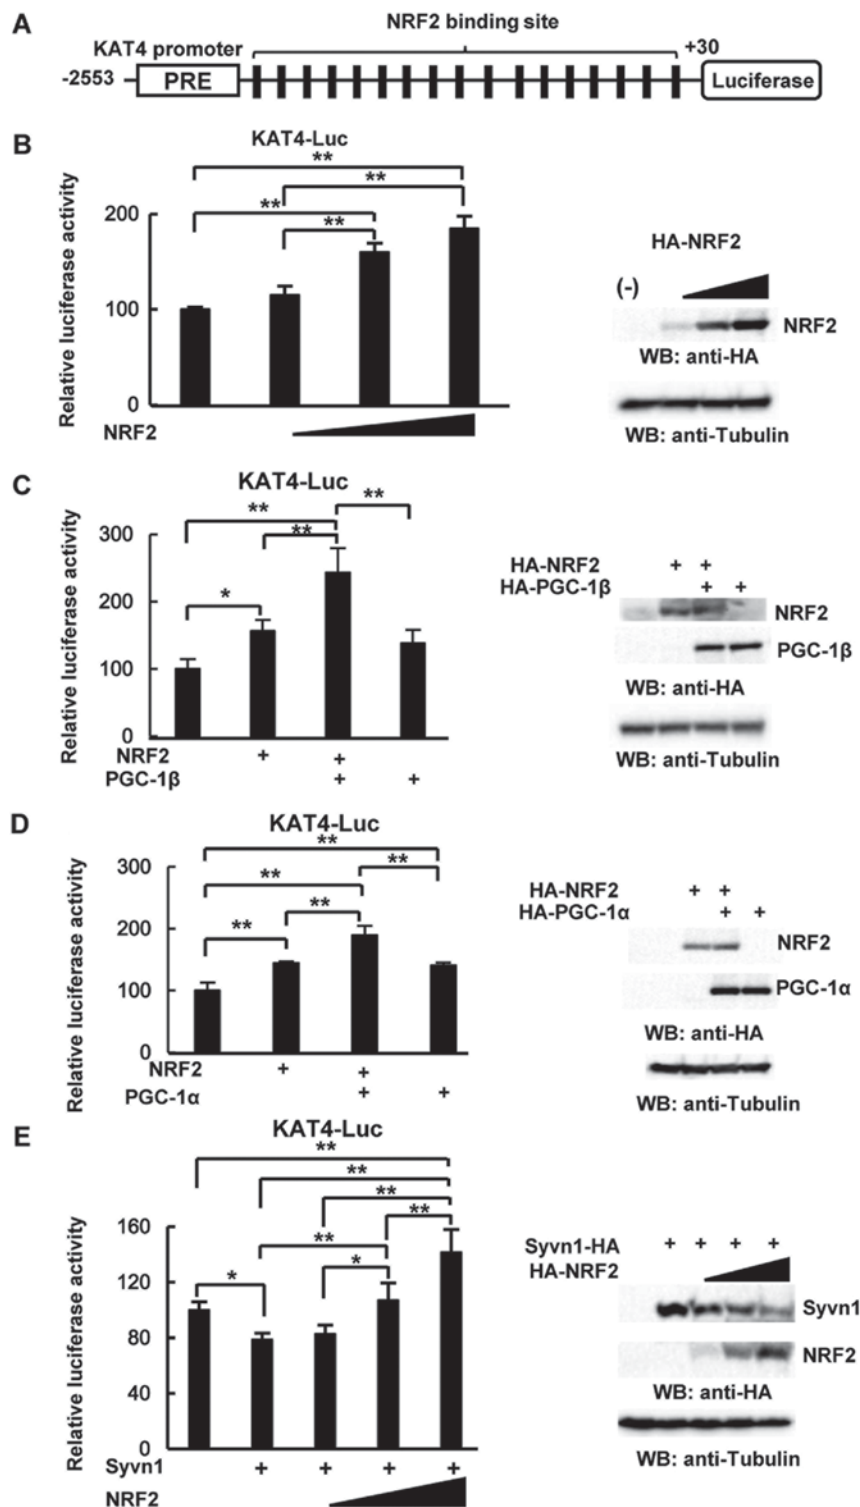 A
NRF2 binding site
KAT4 promoter
+30
-2553
PRE
Luciferase
B
KAT4-Luc
**
**
**
**
Relative luciferase activity
200
100
0
NRF2
HA-NRF2
(-)
NRF2
WB: anti-HA
WB: anti-Tubulin
C
KAT4-Luc
**
**
**
*
Relative luciferase activity
300
200
100
0
NRF2 + +
PGC-1β + +
HA-NRF2 + +
HA-PGC-1β + +
NRF2
PGC-1β
WB: anti-HA
WB: anti-Tubulin
D
KAT4-Luc
**
**
**
**
**
Relative luciferase activity
300
200
100
0
NRF2 + +
PGC-1α + +
HA-NRF2 + +
HA-PGC-1α + +
NRF2
PGC-1α
WB: anti-HA
WB: anti-Tubulin
E
KAT4-Luc
**
**
**
**
**
*
*
Relative luciferase activity
160
120
80
40
0
Syvn1 + + + +
NRF2
Syvn1-HA + + + +
HA-NRF2
Syvn1
NRF2
WB: anti-HA
WB: anti-Tubulin